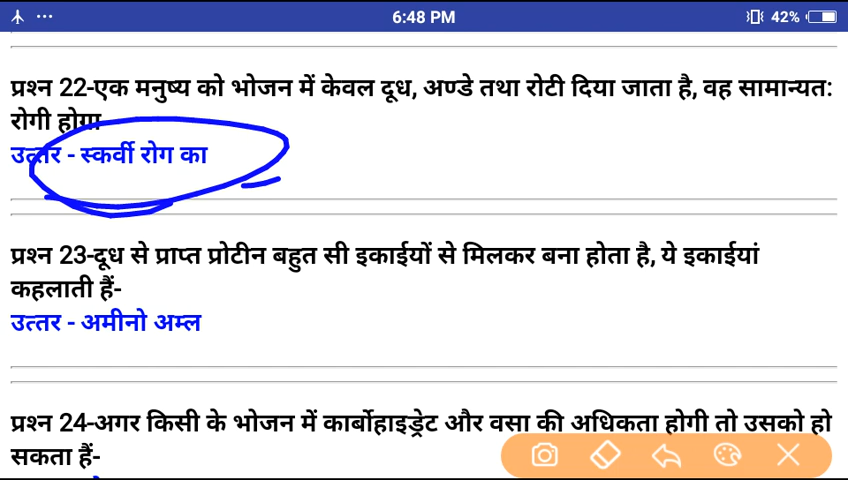 6:48 PM
42%
प्रश्न 22-एक मनुष्य को भोजन में केवल दूध, अण्डे तथा रोटी दिया जाता है, वह सामान्यत:
रोगी होगा
उत्तर - स्कर्वी रोग का
प्रश्न 23-दूध से प्राप्त प्रोटीन बहुत सी इकाईयों से मिलकर बना होता है, ये इकाईयां
कहलाती हैं-
उत्तर - अमीनो अम्ल
प्रश्न 24-अगर किसी के भोजन में कार्बोहाइड्रेट और वसा की अधिकता होगी तो उसको हो
सकता हैं-